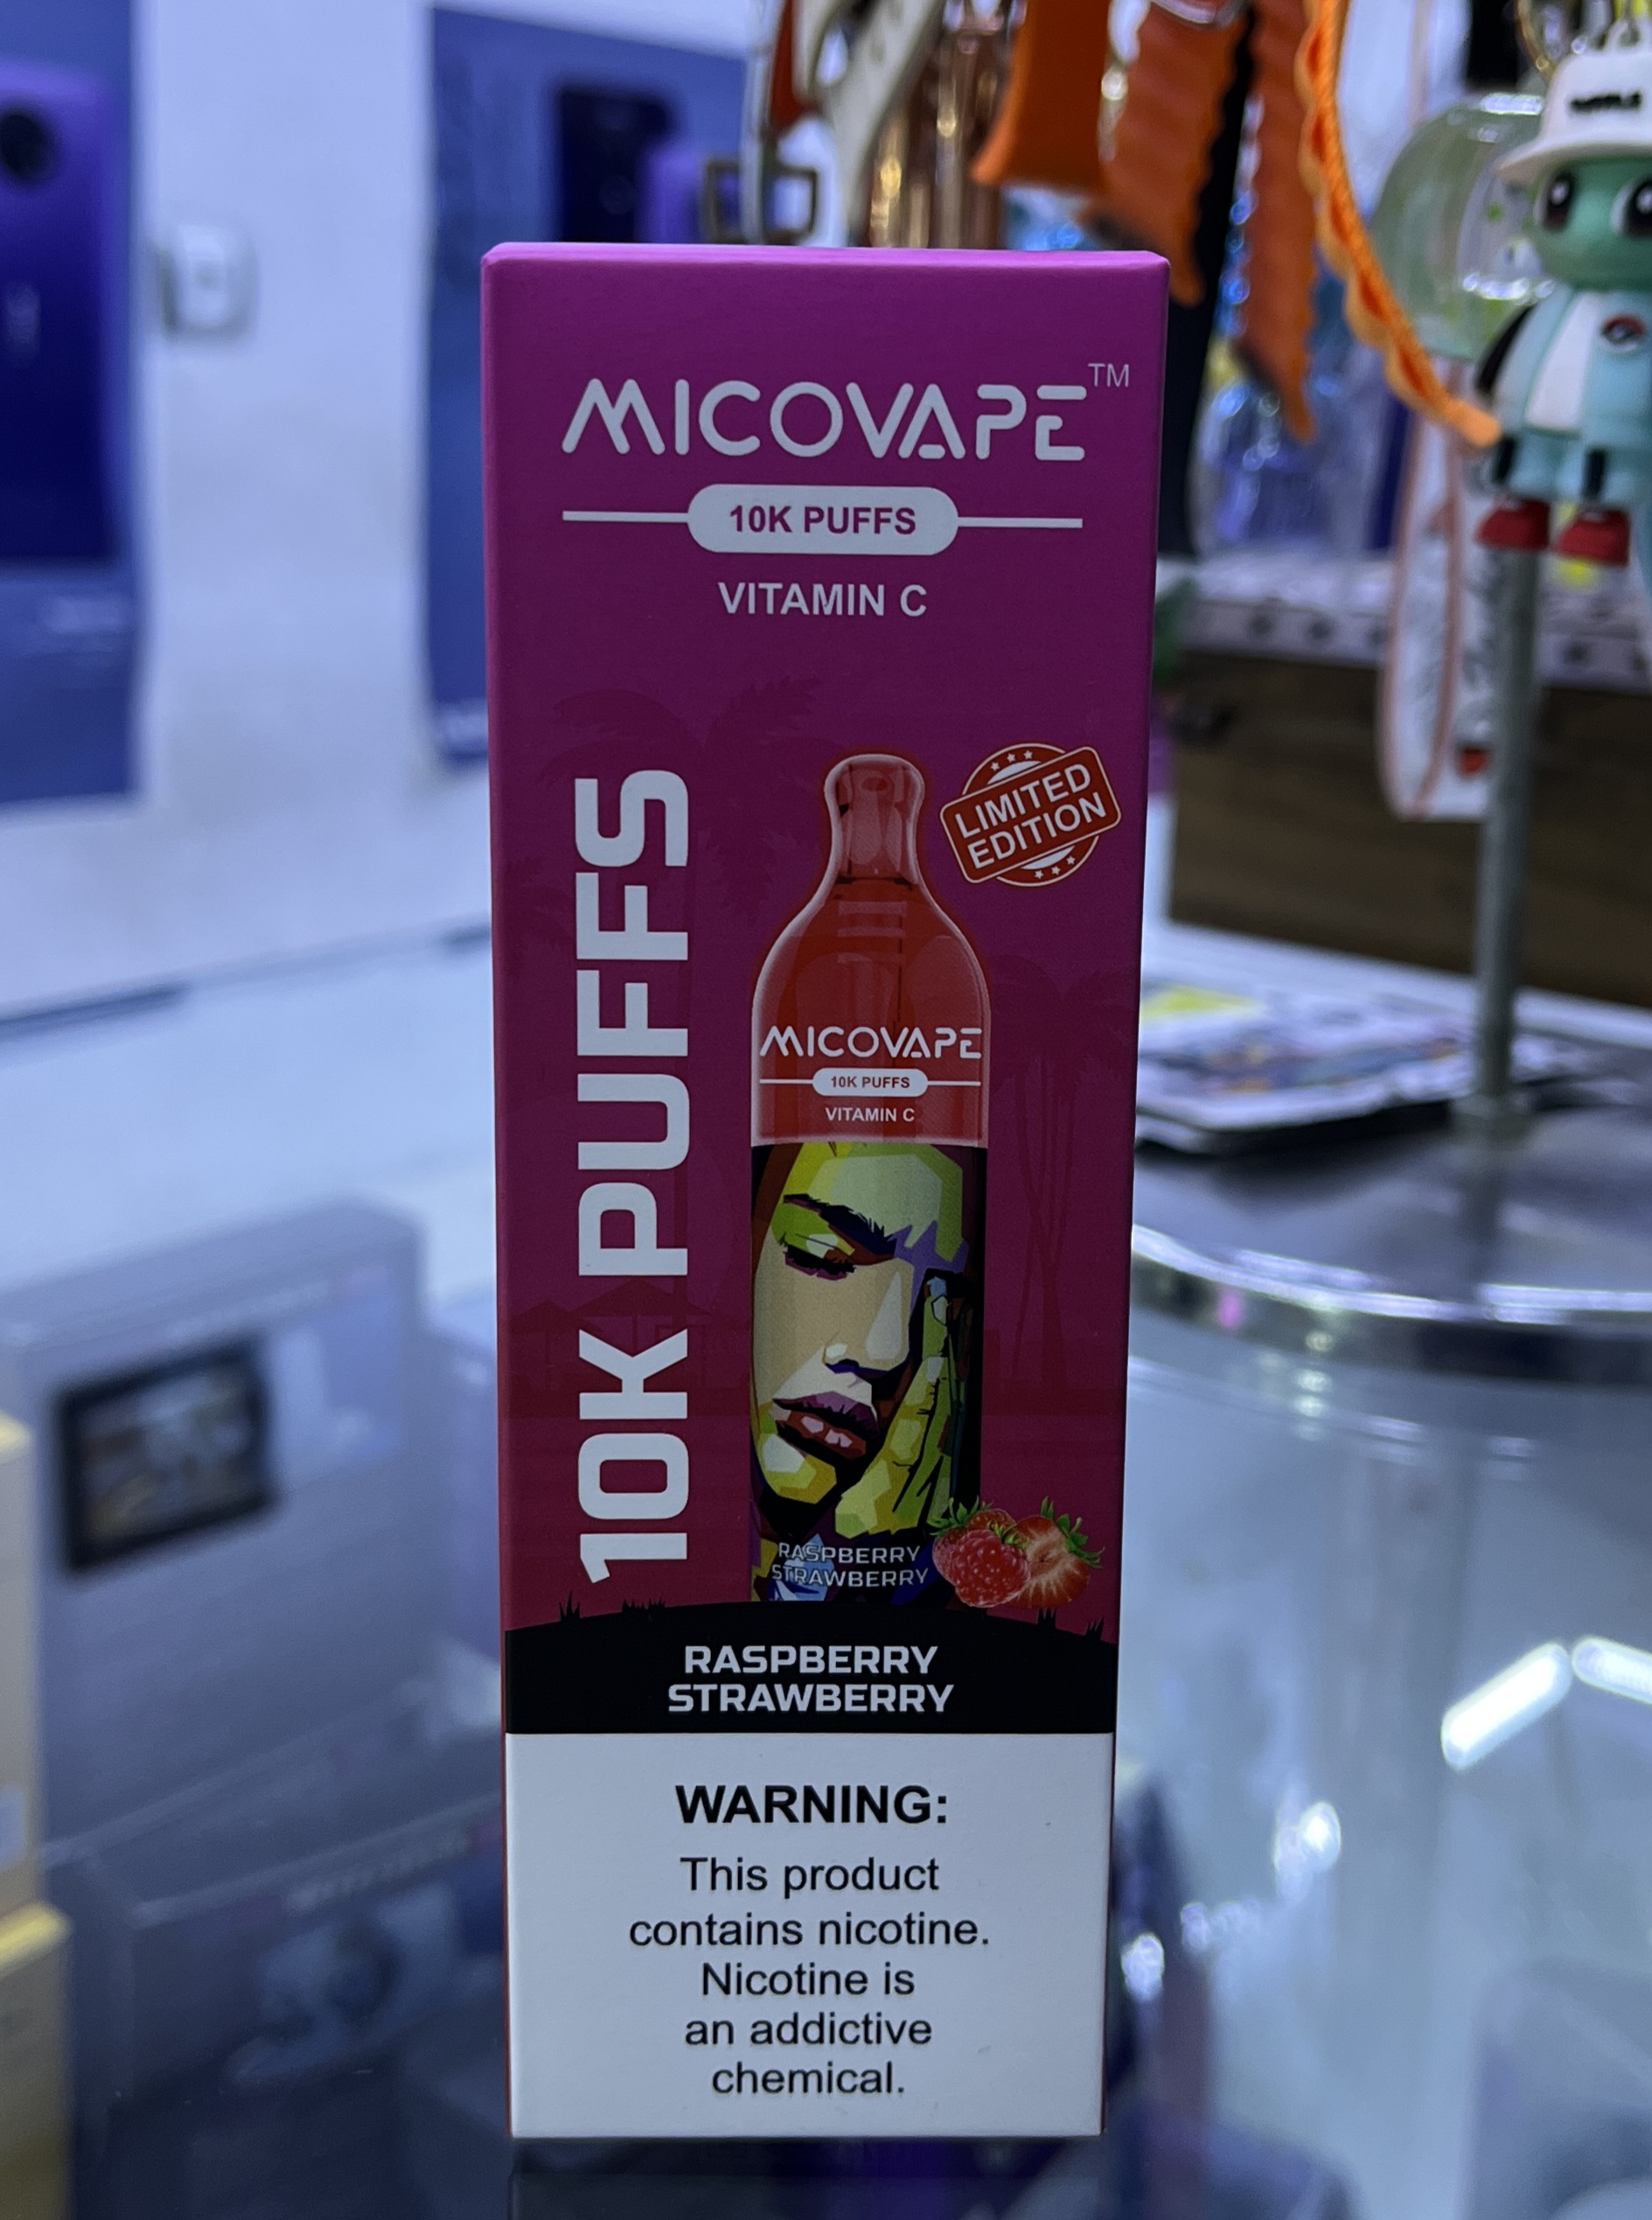 MICOVAPE™
10K PUFFS
VITAMIN C
10K PUFFS
LIMITED
EDITION
MICOVAPE
10K PUFFS
VITAMIN C
RASPBERRY
STRAWBERRY
RASPBERRY
STRAWBERRY
WARNING:
This product
contains nicotine.
Nicotine is
an addictive
chemical.